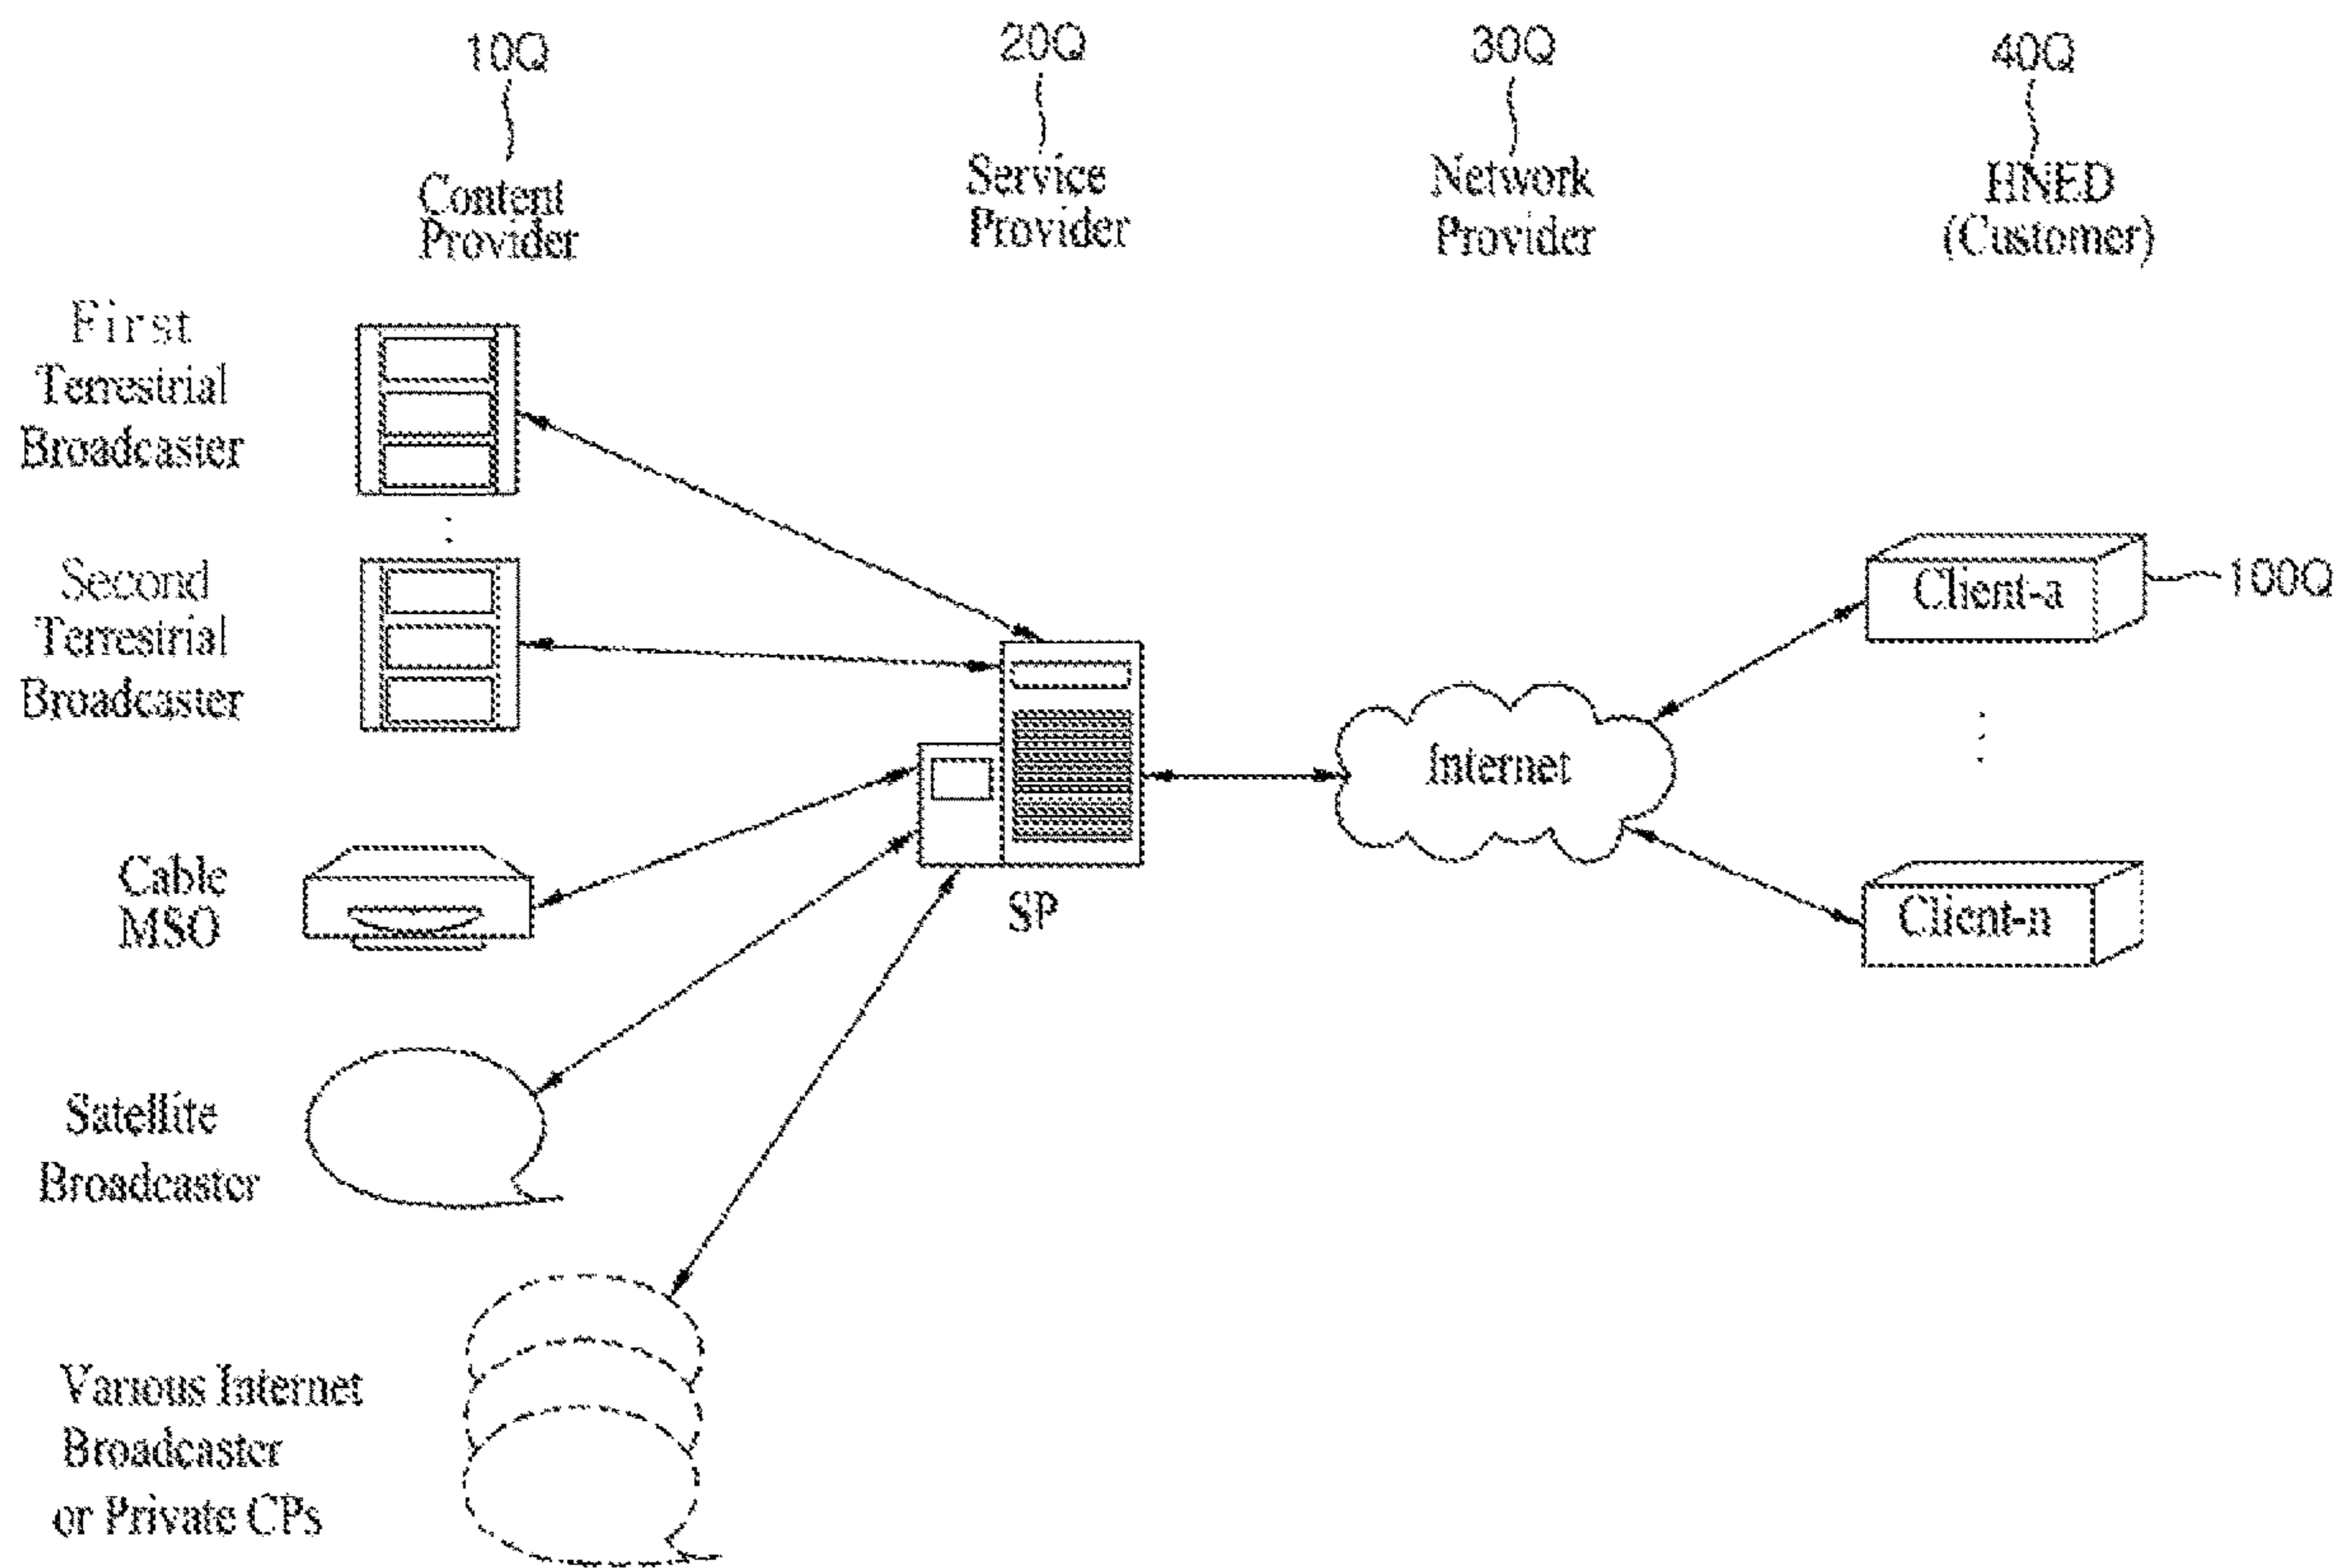 10Q
20Q
30Q
40Q
Content
Provider
Service
Provider
Network
Provider
HNED
(Customer)
First
Terrestrial
Broadcaster
Second
Terrestrial
Broadcaster
Cable
MSO
Satellite
Broadcaster
Various Internet
Broadcaster
or Private CPs
SP
Internet
Client-a
100Q
Client-n